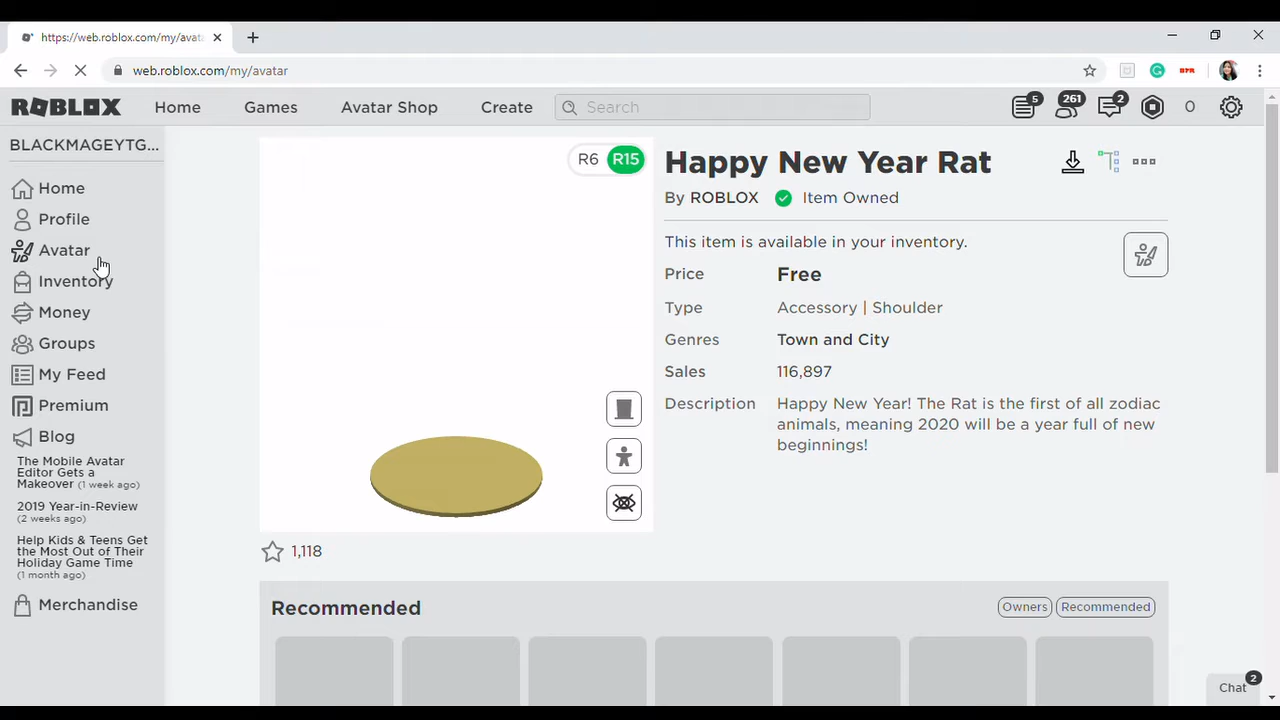 https://web.roblox.com/my/avata
web.roblox.com/my/avatar
ROBLOX Home Games Avatar Shop Create Search 5 261 2 0
BLACKMAGEYTG...
Home
Profile
Avatar
Inventory
Money
Groups
My Feed
Premium
Blog
The Mobile Avatar
Editor Gets a
Makeover (1 week ago)
2019 Year-in-Review
(2 weeks ago)
Help Kids & Teens Get
the Most Out of Their
Holiday Game Time
(1 month ago)
Merchandise
R6 R15
1,118
Happy New Year Rat
By ROBLOX Item Owned
This item is available in your inventory.
Price Free
Type Accessory | Shoulder
Genres Town and City
Sales 116,897
Description Happy New Year! The Rat is the first of all zodiac
animals, meaning 2020 will be a year full of new
beginnings!
Recommended Owners Recommended
Chat 2